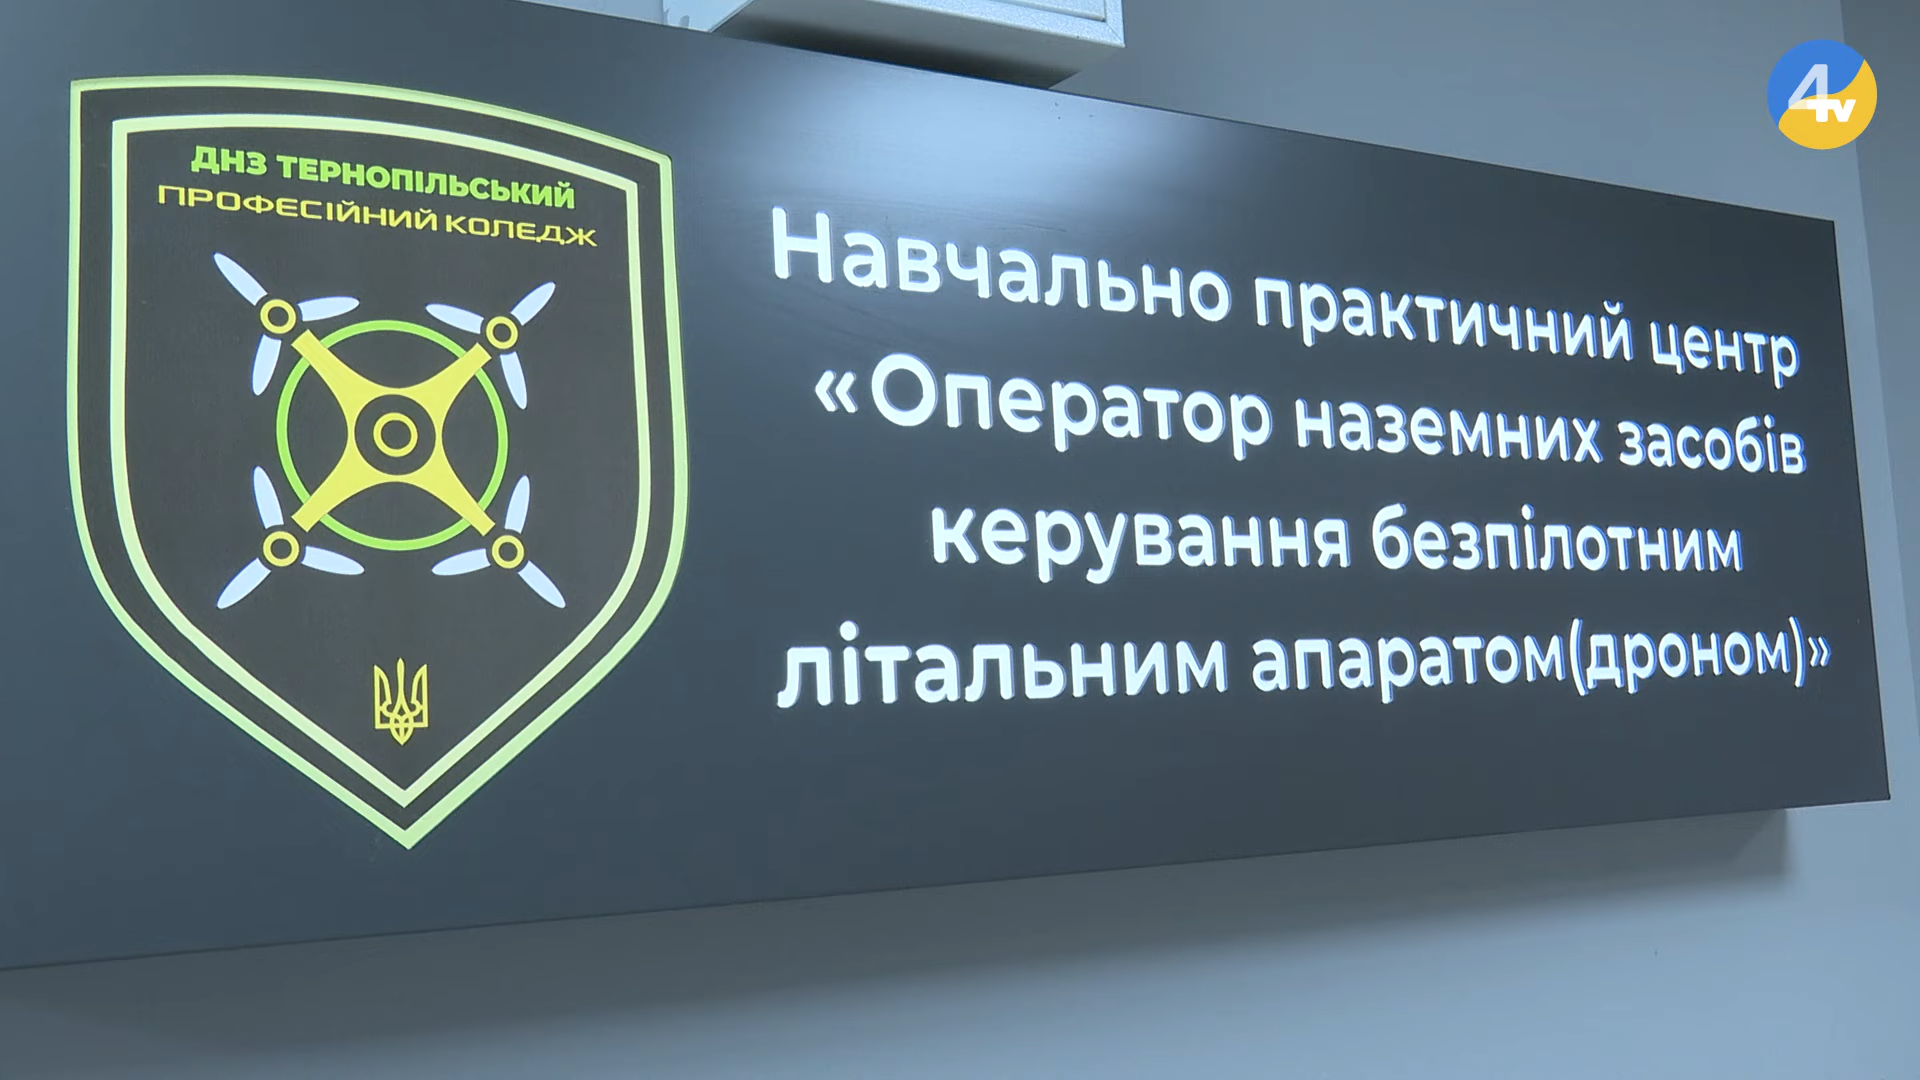 ДНЗ ТЕРНОПІЛЬСЬКИЙ
ПРОФЕСІЙНИЙ КОЛЕДЖ
Навчально практичний центр
«Оператор наземних засобів
керування безпілотним
літальним апаратом(дроном)»
4tv